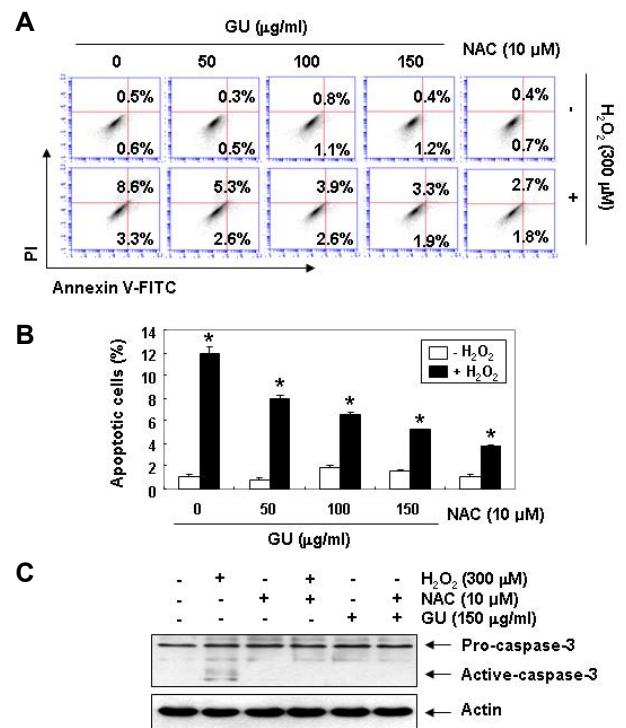 A
GU (μg/ml)
0 50 100 150 NAC (10 μM)
0.5% 0.3% 0.8% 0.4% 0.4%
0.6% 0.5% 1.1% 1.2% 0.7%
-
8.6% 5.3% 3.9% 3.3% 2.7%
3.3% 2.6% 2.6% 1.9% 1.8%
+
H₂O₂ (300 μM)
PI
Annexin V-FITC
B
Apoptotic cells (%)
14
12
10
8
6
4
2
0
* * * * *
- H₂O₂
+ H₂O₂
0 50 100 150 NAC (10 μM)
GU (μg/ml)
C
- + - + - - H₂O₂ (300 μM)
- - + + - + NAC (10 μM)
- - - - + + GU (150 μg/ml)
Pro-caspase-3
Active-caspase-3
Actin